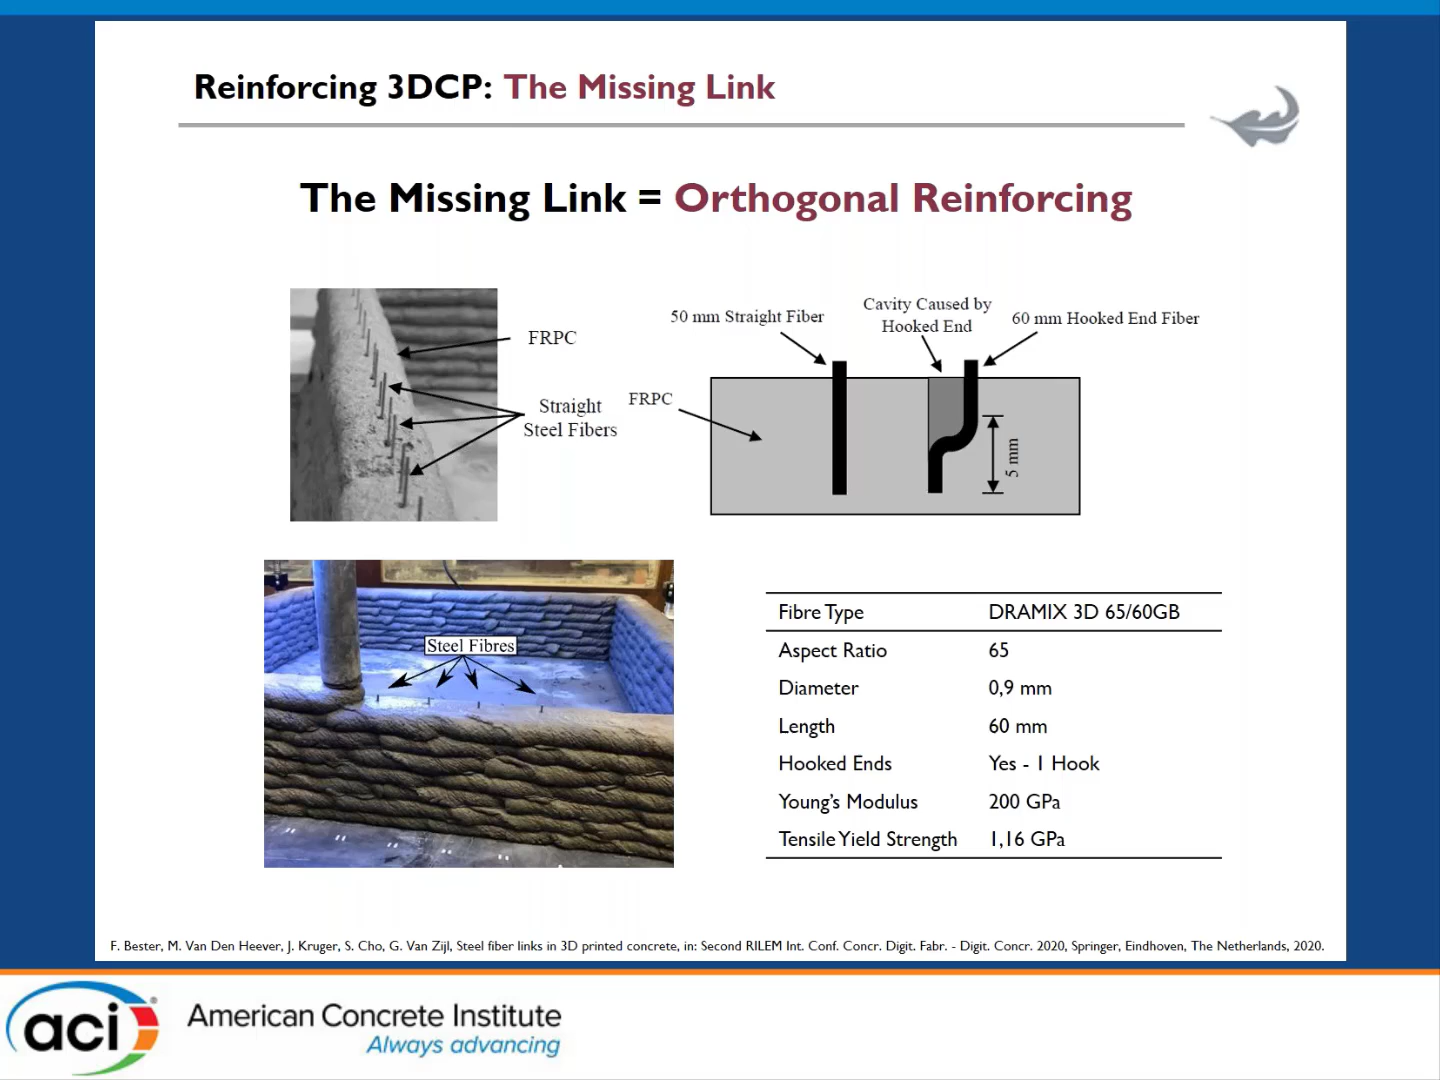 Reinforcing 3DCP: The Missing Link
The Missing Link = Orthogonal Reinforcing
FRPC
Straight
Steel Fibers
50 mm Straight Fiber
Cavity Caused by
Hooked End
60 mm Hooked End Fiber
FRPC
5 mm
Steel Fibres
Fibre Type DRAMIX 3D 65/60GB
Aspect Ratio 65
Diameter 0,9 mm
Length 60 mm
Hooked Ends Yes - 1 Hook
Young's Modulus 200 GPa
Tensile Yield Strength 1,16 GPa
F. Bester, M. Van Den Heever, J. Kruger, S. Cho, G. Van Zijl, Steel fiber links in 3D printed concrete, in: Second RILEM Int. Conf. Concr. Digit. Fabr. - Digit. Concr. 2020, Springer, Eindhoven, The Netherlands, 2020.
aci
American Concrete Institute
Always advancing